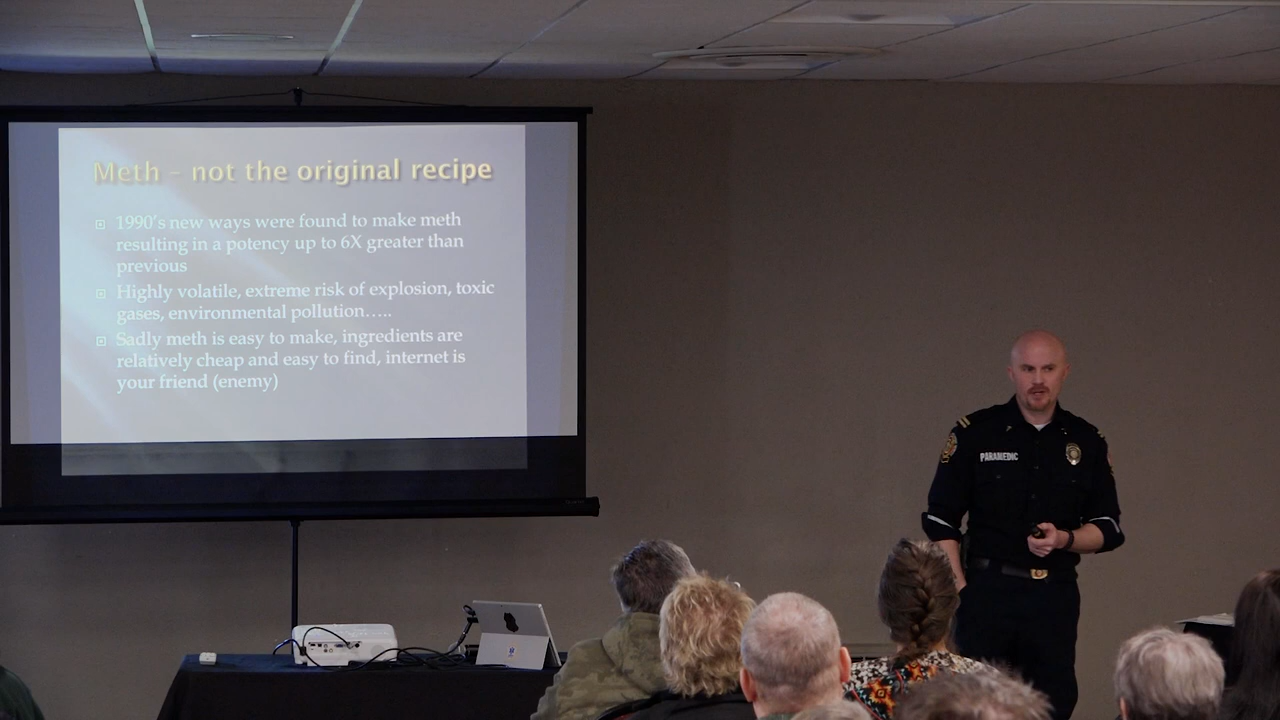 Meth – not the original recipe
1990's new ways were found to make meth
resulting in a potency up to 6X greater than
previous
Highly volatile, extreme risk of explosion, toxic
gases, environmental pollution…..
Sadly meth is easy to make, ingredients are
relatively cheap and easy to find, internet is
your friend (enemy)
PARAMEDIC